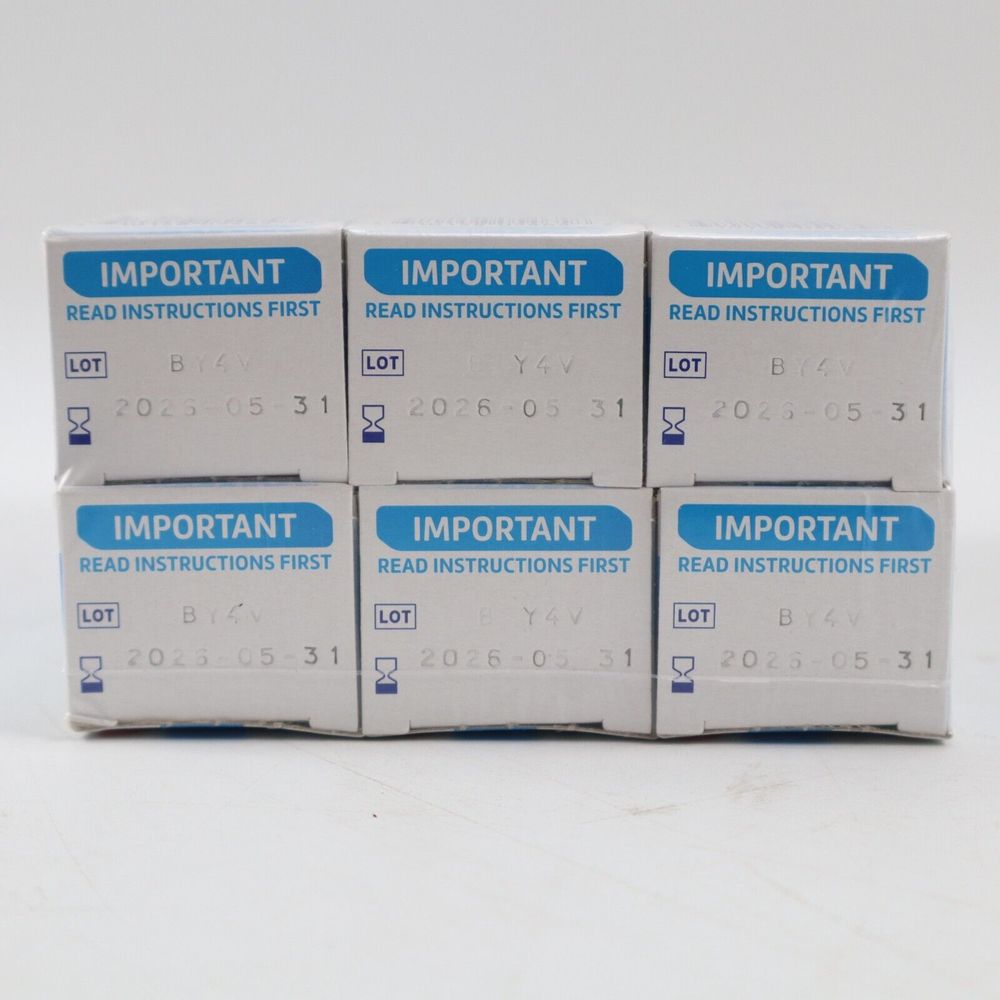 IMPORTANT
READ INSTRUCTIONS FIRST
LOT BY4V
2026-05-31
IMPORTANT
READ INSTRUCTIONS FIRST
LOT BY4V
2026-05-31
IMPORTANT
READ INSTRUCTIONS FIRST
LOT BY4V
2026-05-31
IMPORTANT
READ INSTRUCTIONS FIRST
LOT BY4V
2026-05-31
IMPORTANT
READ INSTRUCTIONS FIRST
LOT BY4V
2026-05-31
IMPORTANT
READ INSTRUCTIONS FIRST
LOT BY4V
2026-05-31